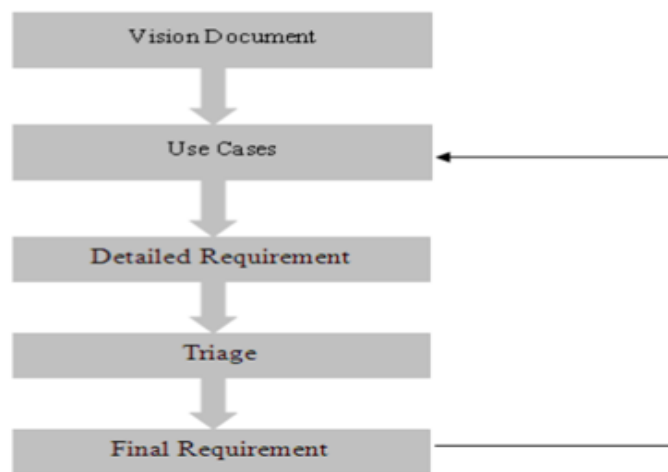 Vision Document
Use Cases
Detailed Requirement
Triage
Final Requirement